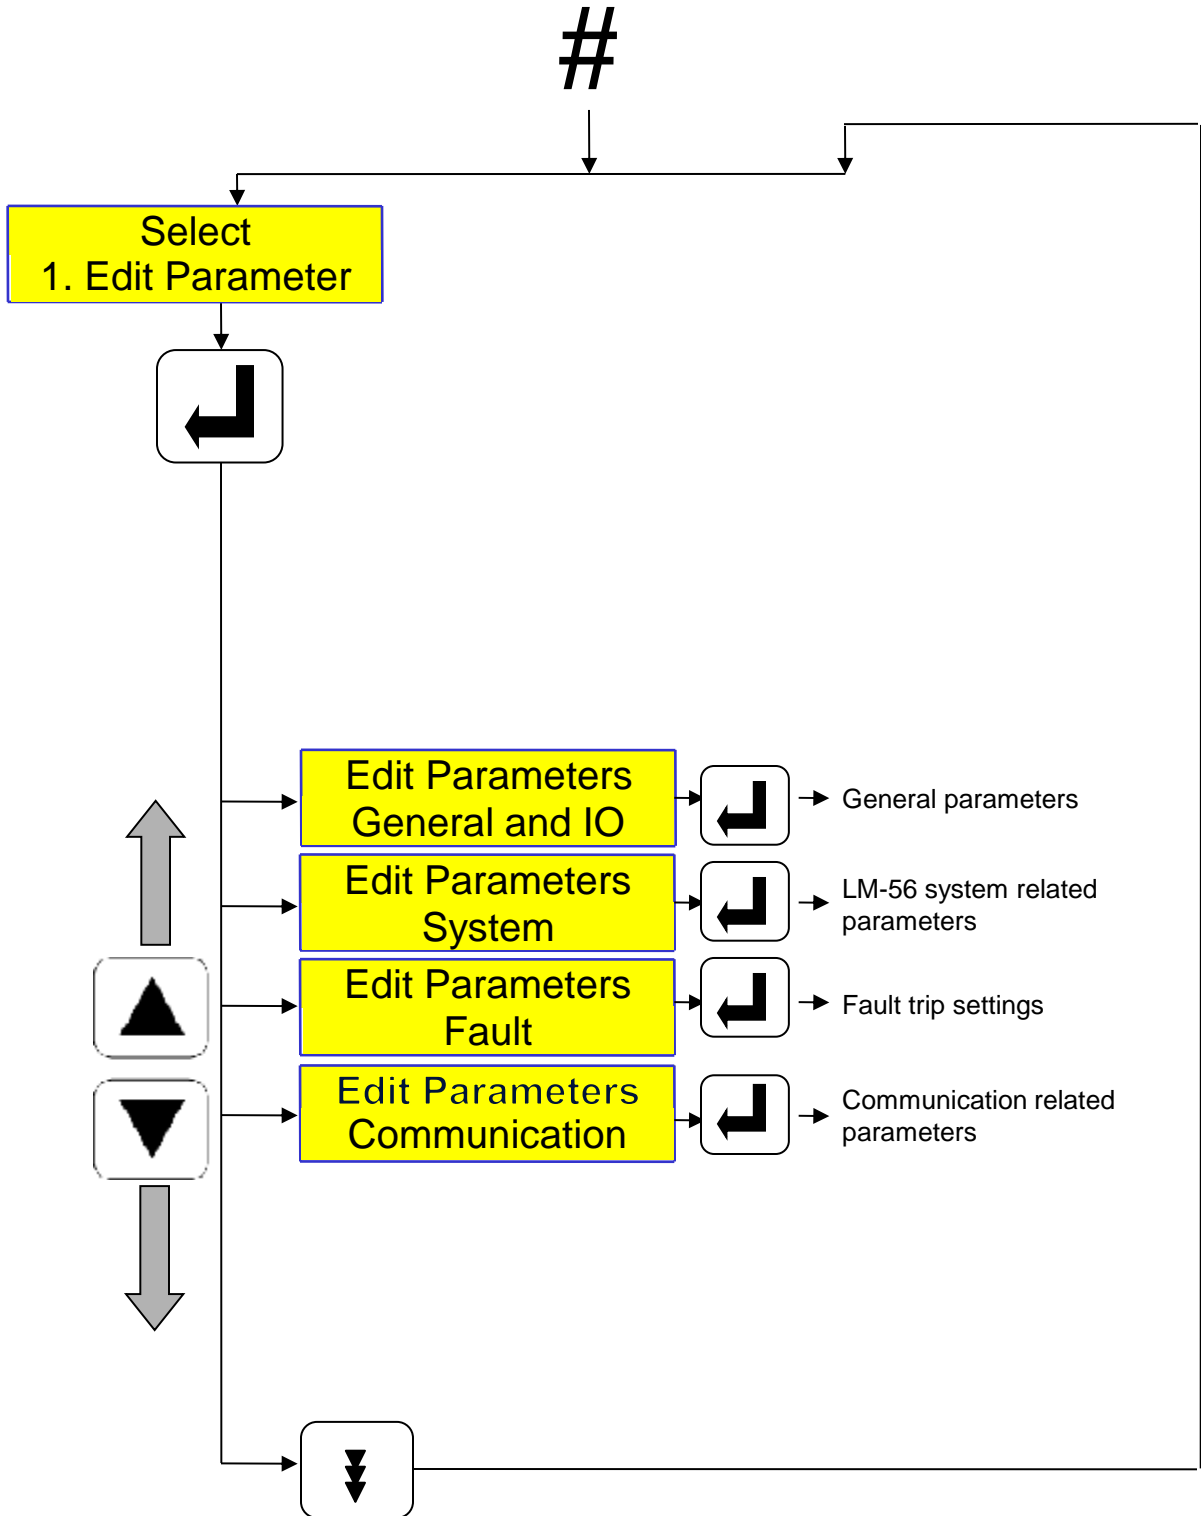 #
Select
1. Edit Parameter
Edit Parameters
General and IO
General parameters
Edit Parameters
System
LM-56 system related
parameters
Edit Parameters
Fault
Fault trip settings
Edit Parameters
Communication
Communication related
parameters